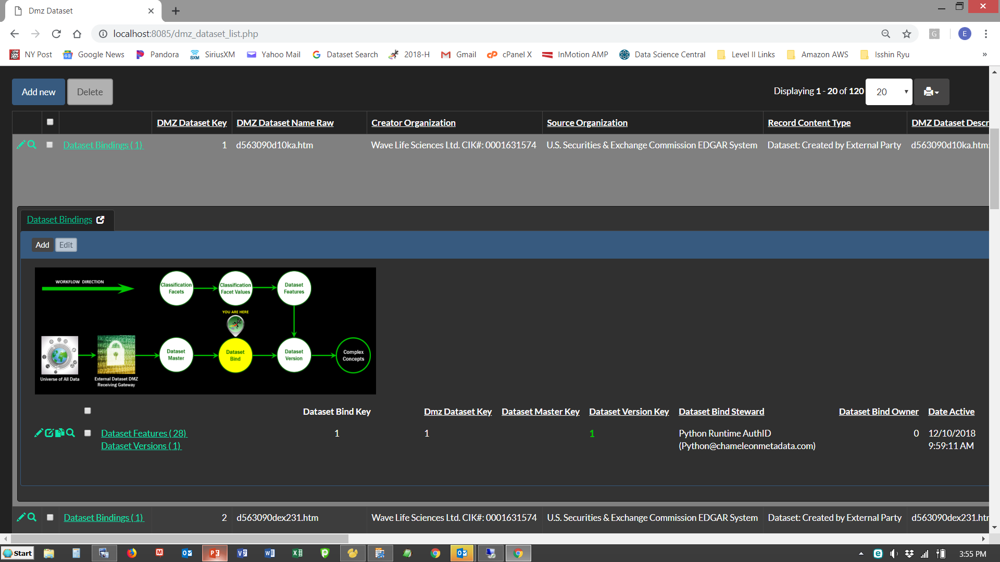 Dmz Dataset
localhost:8085/dmz_dataset_list.php
G
E
NY Post
Google News
Pandora
SiriusXM
Yahoo Mail
Dataset Search
2018-H
Gmail
cPanel X
InMotion AMP
Data Science Central
Level II Links
Amazon AWS
Isshin Ryu
»
Add new
Delete
Displaying 1 - 20 of 120
20
DMZ Dataset Key
DMZ Dataset Name Raw
Creator Organization
Source Organization
Record Content Type
DMZ Dataset Descr
Dataset Bindings ( 1)
1
d563090d10ka.htm
Wave Life Sciences Ltd. CIK#: 0001631574
U.S. Securities & Exchange Commission EDGAR System
Dataset: Created by External Party
d563090d10ka.htm:
Dataset Bindings
Add
Edit
WORKFLOW DIRECTION
Classification
Facets
Classification
Facet Values
Dataset
Features
YOU ARE HERE
Dataset
Master
Dataset
Bind
Dataset
Version
Complex
Concepts
Universe of All Data
External Dataset DMZ
Receiving Gateway
Dataset Bind Key
Dmz Dataset Key
Dataset Master Key
Dataset Version Key
Dataset Bind Steward
Dataset Bind Owner
Date Active
Dataset Features ( 28)
Dataset Versions ( 1)
1
1
1
Python Runtime AuthID
(Python@chameleonmetadata.com)
0
12/10/2018
9:59:11 AM
Dataset Bindings ( 1)
2
d563090dex231.htm
Wave Life Sciences Ltd. CIK#: 0001631574
U.S. Securities & Exchange Commission EDGAR System
Dataset: Created by External Party
d563090dex231.htr
Start
3:55 PM